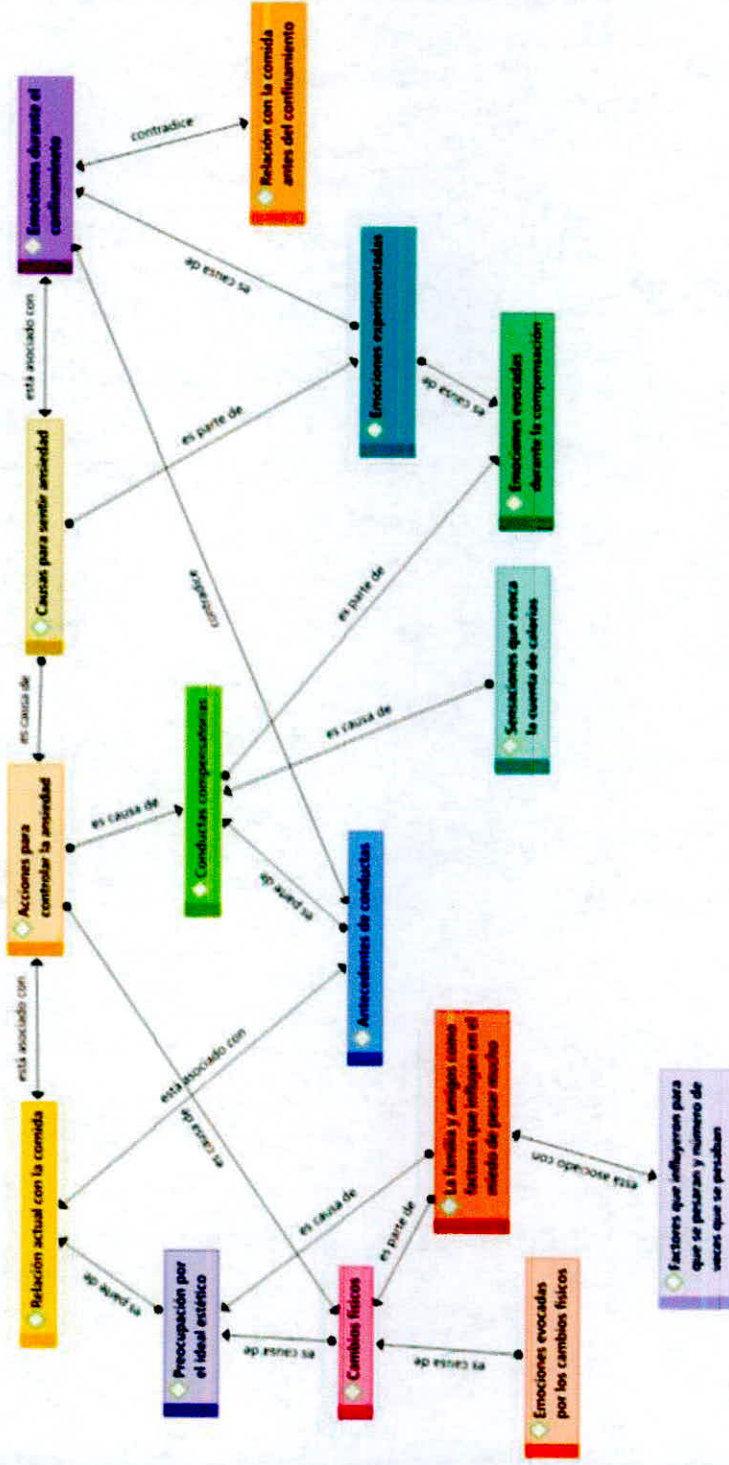 Relación actual con la comida
está asociado con
Acciones para
controlar la ansiedad
es causa de
Causas para sentir ansiedad
está asociado con
Emociones durante el
confinamiento
es parte de
es causa de
está asociado con
es causa de
contradice
es parte de
es causa de
contradice
Preocupación por
el ideal estético
Conductas compensatorias
Relación con la comida
antes del confinamiento
es causa de
es causa de
es parte de
es causa de
es parte de
Cambios físicos
Antecedentes de conductas
Emociones experimentadas
es parte de
es causa de
es causa de
La familia y amigos como
factores que influyen en el
miedo de pesar mucho
Emociones evocadas
por los cambios físicos
Sensaciones que evoca
la cuenta de calorías
Emociones evocadas
durante la compensación
está asociado con
Factores que influyeron para
que se pesaran y número de
veces que se pesaban